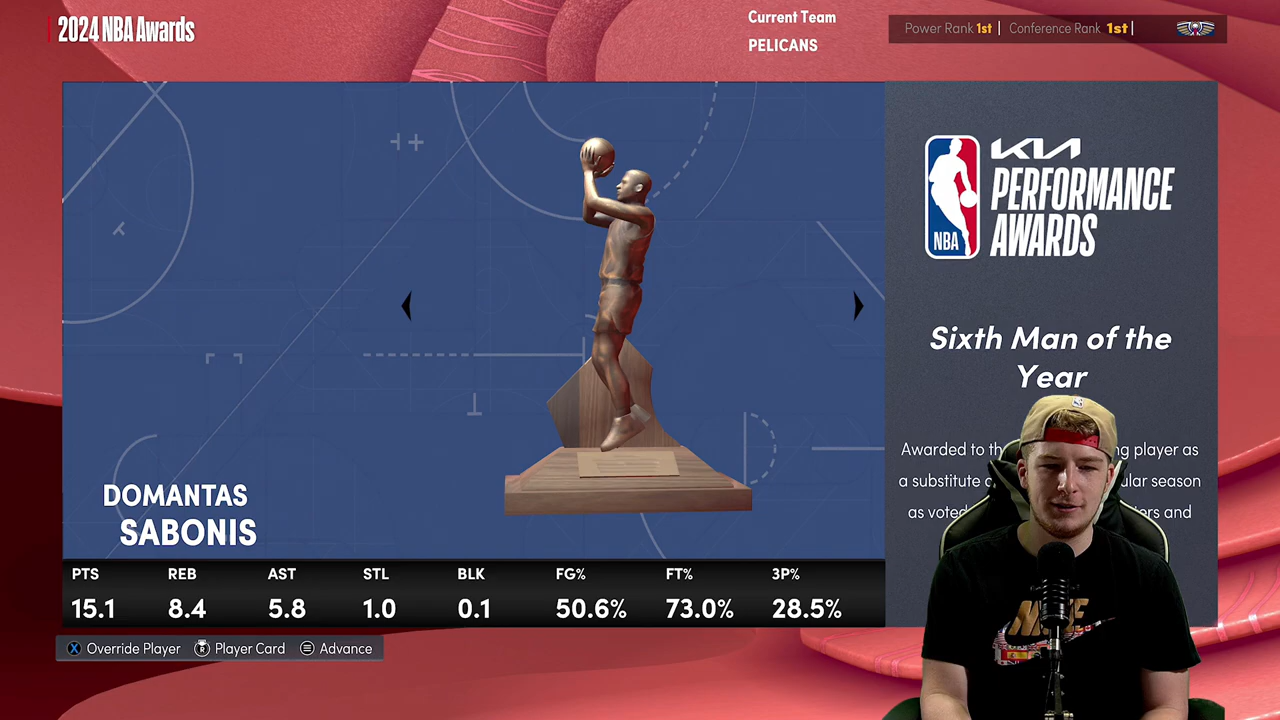 2024 NBA Awards
Current Team
PELICANS
Power Rank 1st | Conference Rank 1st |
KIA
NBA
PERFORMANCE
AWARDS
Sixth Man of the
Year
Awarded to th ng player as
a substitute ular season
as voted ters and
DOMANTAS
SABONIS
PTS REB AST STL BLK FG% FT% 3P%
15.1 8.4 5.8 1.0 0.1 50.6% 73.0% 28.5%
X Override Player R Player Card Advance
NIKE